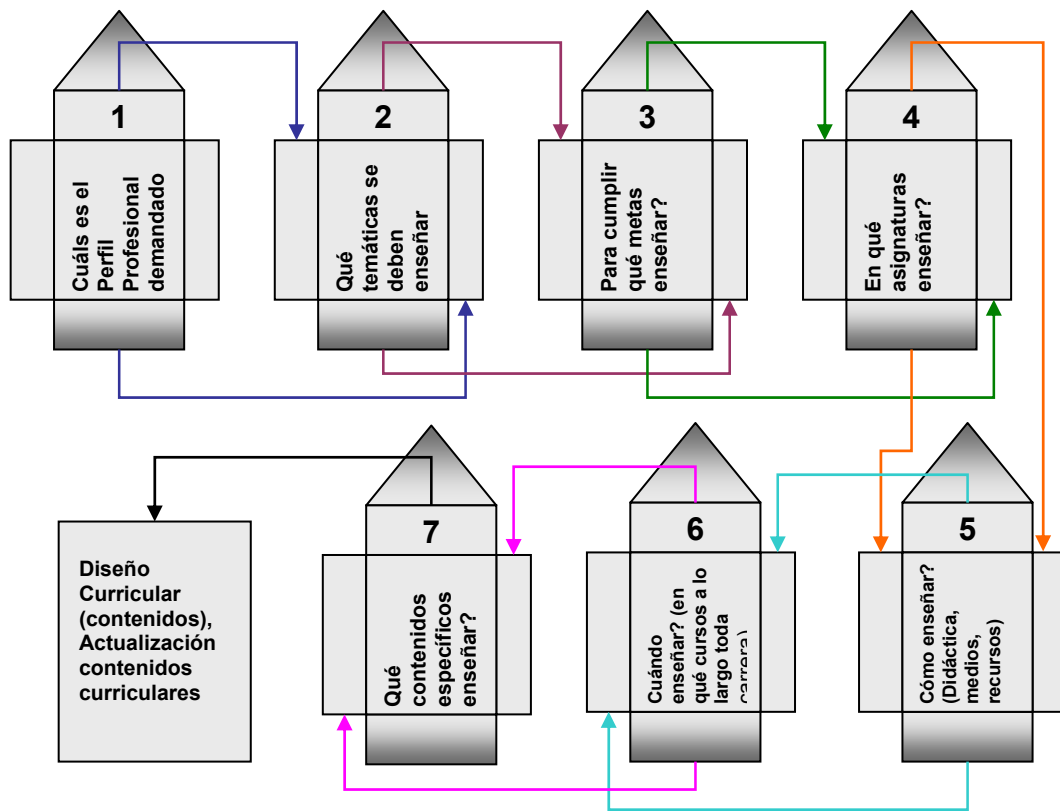 1
Cuáls es el
Perfil
Profesional
demandado
2
Qué
temáticas se
deben
enseñar
3
Para cumplir
qué metas
enseñar?
4
En qué
asignaturas
enseñar?
5
Cómo enseñar?
(Didáctica,
medios,
recursos)
6
Cuándo
enseñar? (en
qué cursos a lo
largo toda
carrera)
7
Qué
contenidos
específicos
enseñar?
Diseño
Curricular
(contenidos),
Actualización
contenidos
curriculares